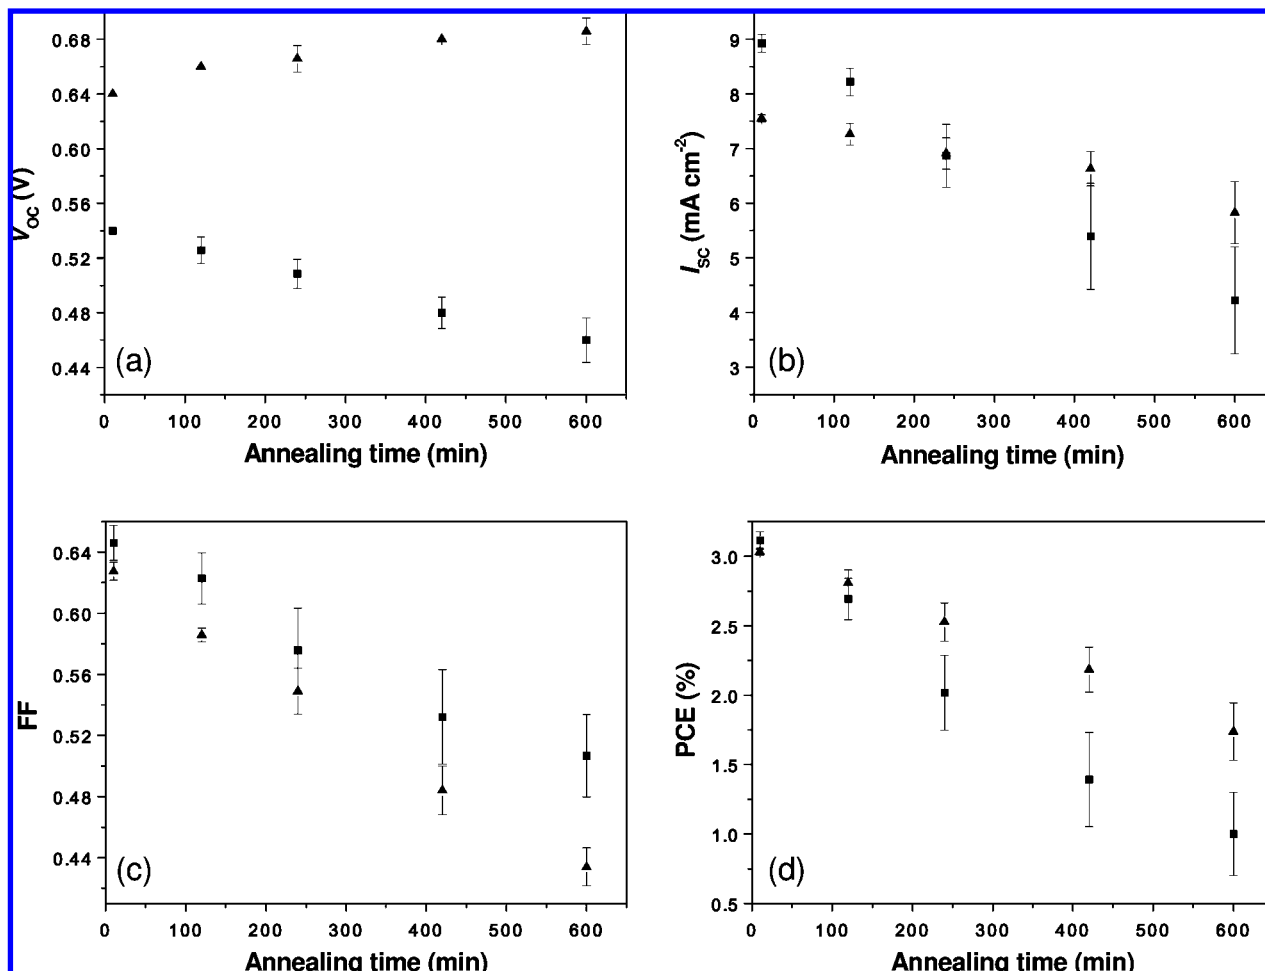 0.68
0.64
0.60
0.56
0.52
0.48
0.44
VOC (V)
(a)
0 100 200 300 400 500 600
Annealing time (min)
9
8
7
6
5
4
3
ISC (mA cm-2)
(b)
0 100 200 300 400 500 600
Annealing time (min)
0.64
0.60
0.56
0.52
0.48
0.44
FF
(c)
0 100 200 300 400 500 600
Annealing time (min)
3.0
2.5
2.0
1.5
1.0
0.5
PCE (%)
(d)
0 100 200 300 400 500 600
Annealing time (min)